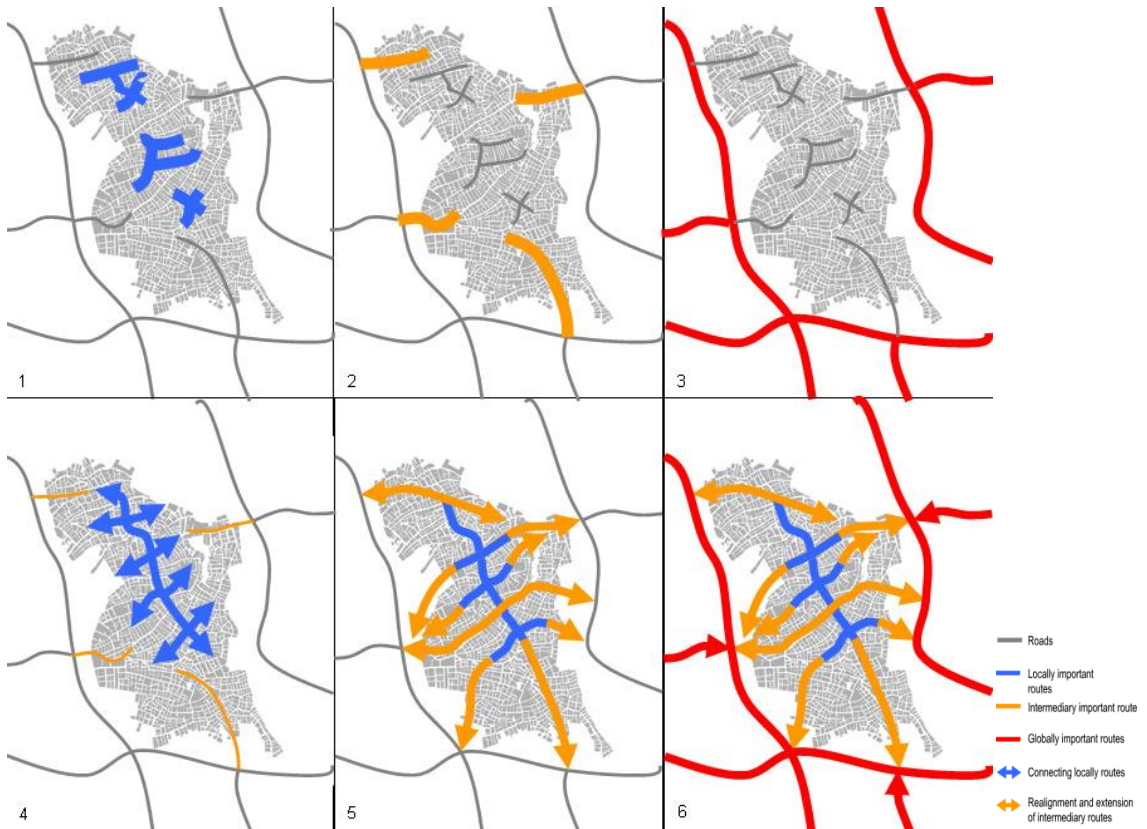 1
2
3
4
5
6
Roads
Locally important
routes
Intermediary important route
Globally important routes
Connecting locally routes
Realignment and extension
of intermediary routes